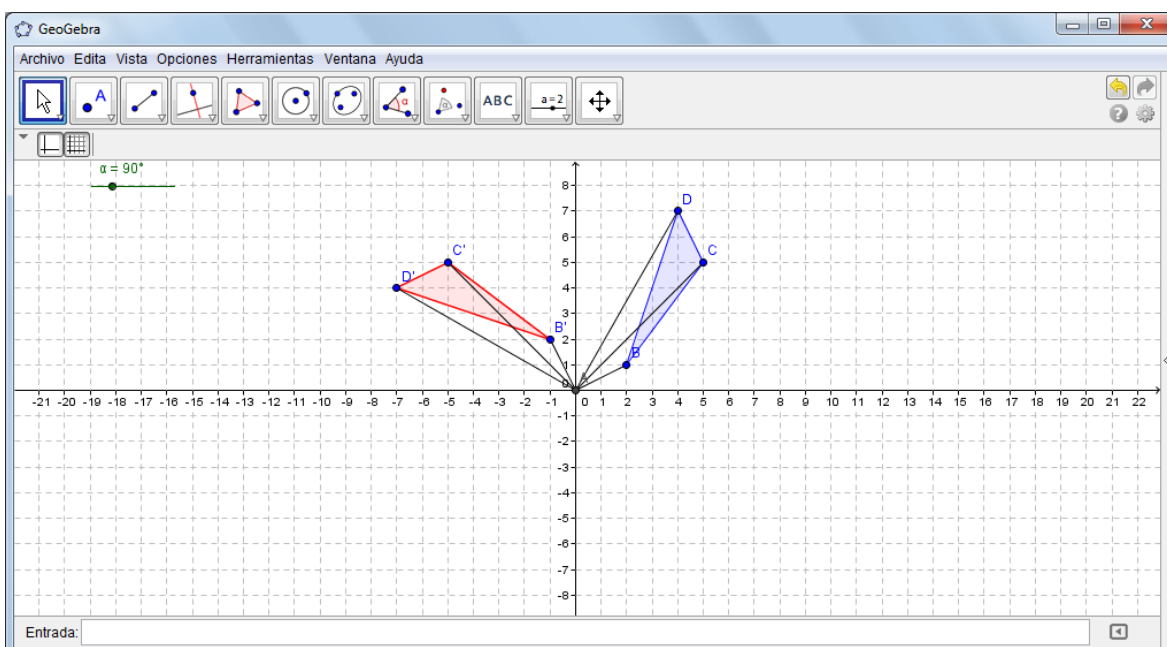 GeoGebra
Archivo Edita Vista Opciones Herramientas Ventana Ayuda
A α α ABC a=2
α = 90°
8
D
7
6
C' C
5
D'
4
3
B'
2
B
1
A
0
-21 -20 -19 -18 -17 -16 -15 -14 -13 -12 -11 -10 -9 -8 -7 -6 -5 -4 -3 -2 -1 0 1 2 3 4 5 6 7 8 9 10 11 12 13 14 15 16 17 18 19 20 21 22
-1
-2
-3
-4
-5
-6
-7
-8
Entrada: